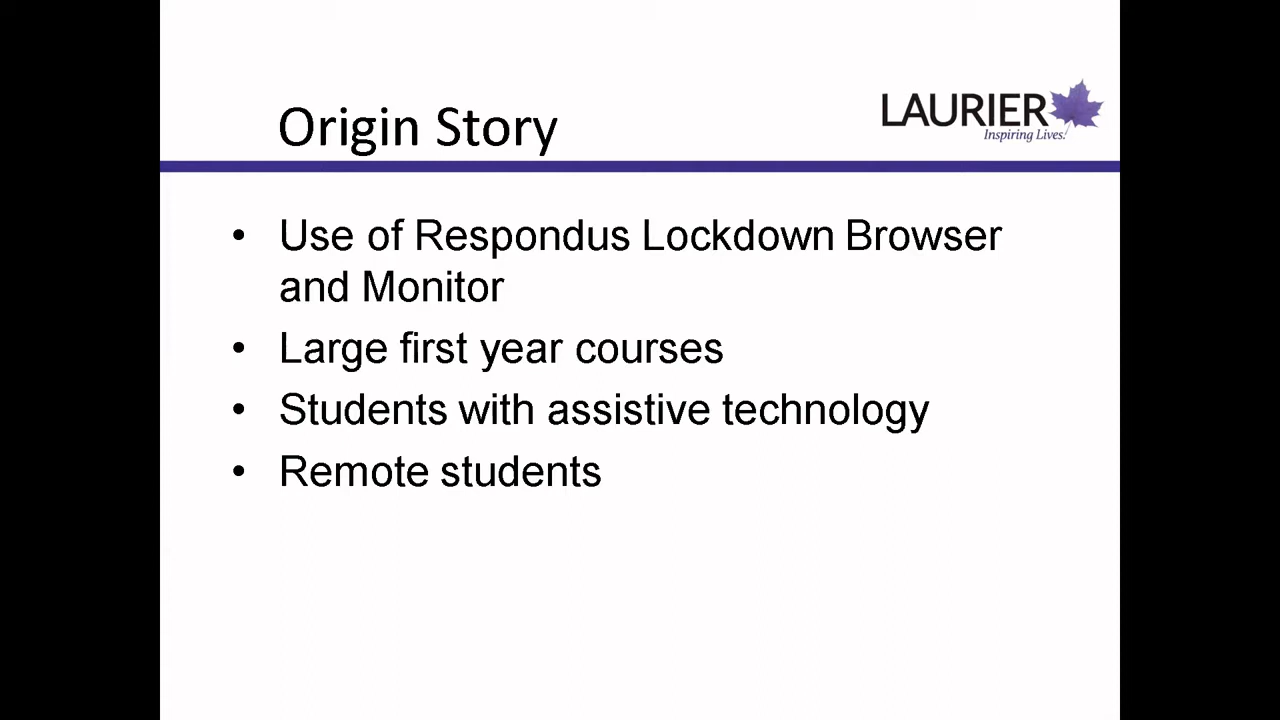 Origin Story
LAURIER
Inspiring Lives.
• Use of Respondus Lockdown Browser
and Monitor
• Large first year courses
• Students with assistive technology
• Remote students